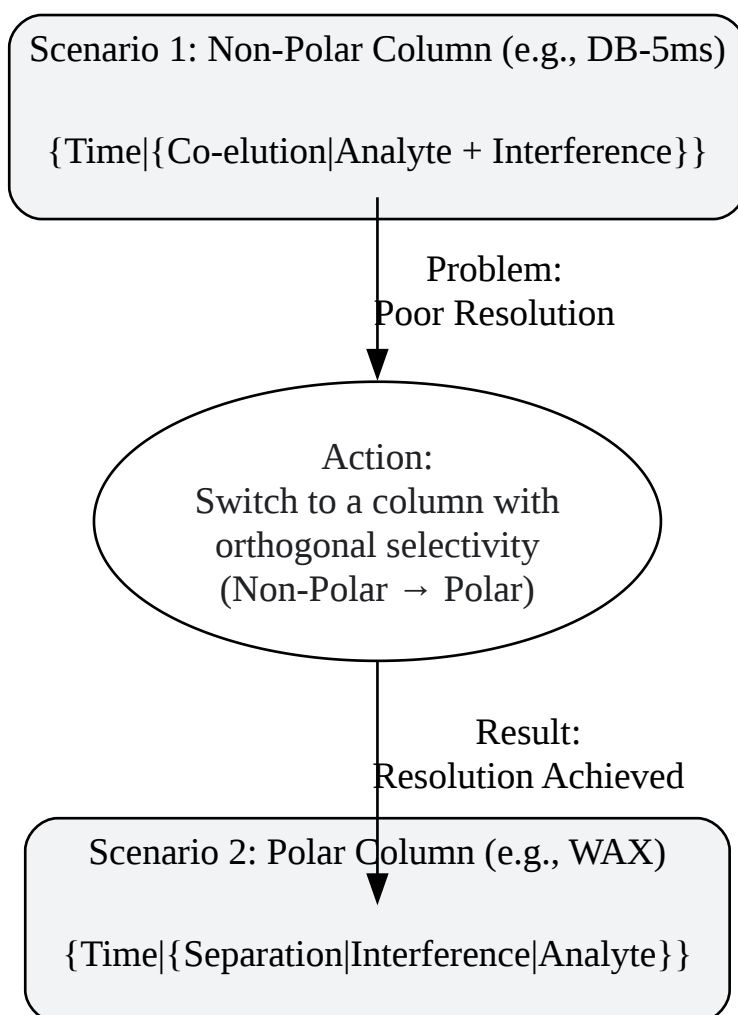 Scenario 1: Non-Polar Column (e.g., DB-5ms)
{Time|{Co-elution|Analyte + Interference}}
Problem:
Poor Resolution
Action:
Switch to a column with
orthogonal selectivity
(Non-Polar → Polar)
Result:
Resolution Achieved
Scenario 2: Polar Column (e.g., WAX)
{Time|{Separation|Interference|Analyte}}